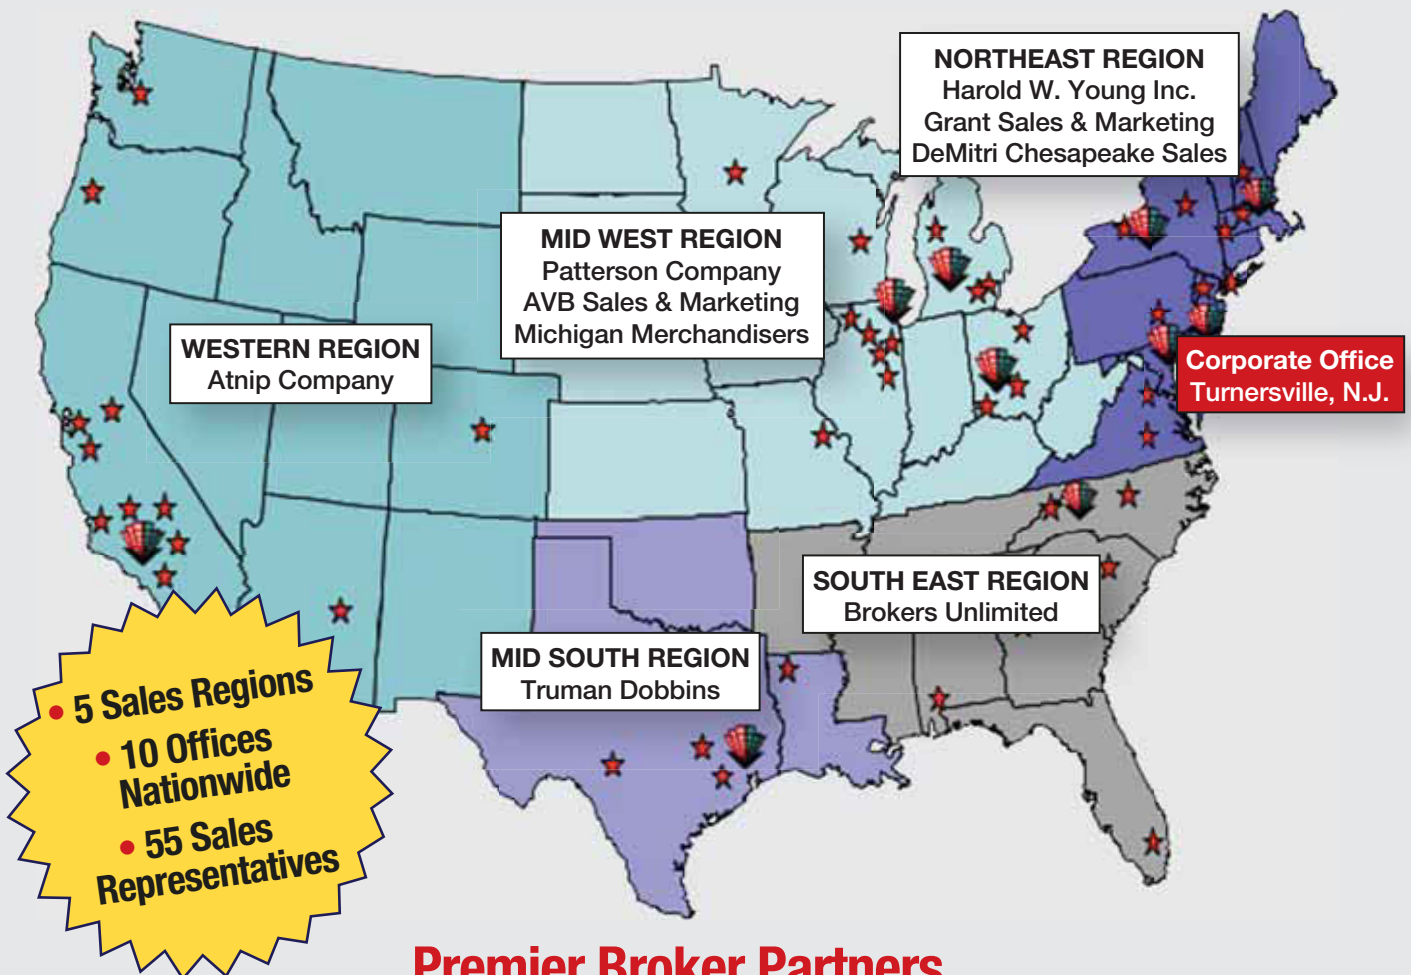 NORTHEAST REGION
Harold W. Young Inc.
Grant Sales & Marketing
DeMitri Chesapeake Sales
MID WEST REGION
Patterson Company
AVB Sales & Marketing
Michigan Merchandisers
WESTERN REGION
Atnip Company
Corporate Office
Turnersville, N.J.
SOUTH EAST REGION
Brokers Unlimited
MID SOUTH REGION
Truman Dobbins
• 5 Sales Regions
• 10 Offices
Nationwide
• 55 Sales
Representatives
Premier Broker Partners